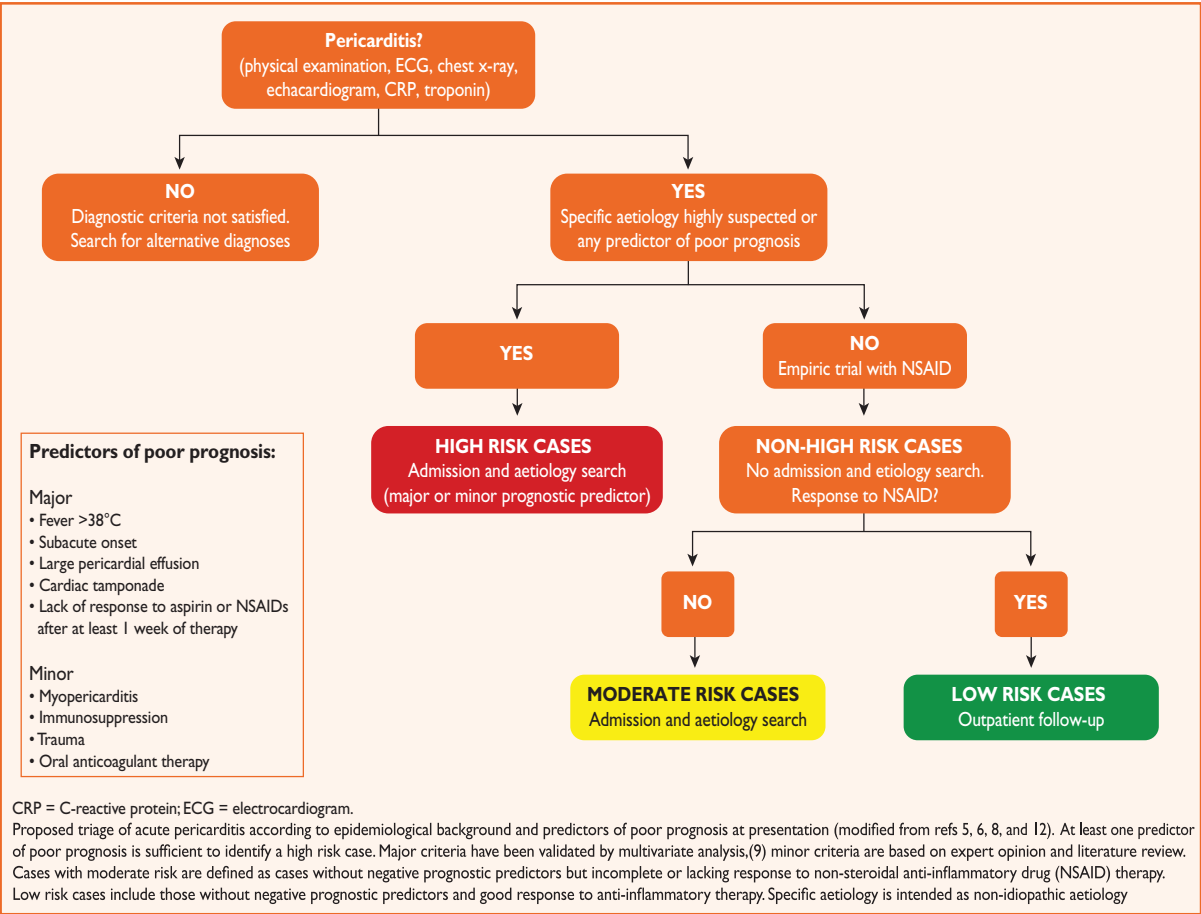 Pericarditis?
(physical examination, ECG, chest x-ray,
echacardiogram, CRP, troponin)
NO
Diagnostic criteria not satisfied.
Search for alternative diagnoses
YES
Specific aetiology highly suspected or
any predictor of poor prognosis
YES
NO
Empiric trial with NSAID
HIGH RISK CASES
Admission and aetiology search
(major or minor prognostic predictor)
NON-HIGH RISK CASES
No admission and etiology search.
Response to NSAID?
NO
YES
MODERATE RISK CASES
Admission and aetiology search
LOW RISK CASES
Outpatient follow-up
Predictors of poor prognosis:
Major
• Fever >38°C
• Subacute onset
• Large pericardial effusion
• Cardiac tamponade
• Lack of response to aspirin or NSAIDs
after at least 1 week of therapy
Minor
• Myopericarditis
• Immunosuppression
• Trauma
• Oral anticoagulant therapy
CRP = C-reactive protein; ECG = electrocardiogram.
Proposed triage of acute pericarditis according to epidemiological background and predictors of poor prognosis at presentation (modified from refs 5, 6, 8, and 12). At least one predictor
of poor prognosis is sufficient to identify a high risk case. Major criteria have been validated by multivariate analysis,(9) minor criteria are based on expert opinion and literature review.
Cases with moderate risk are defined as cases without negative prognostic predictors but incomplete or lacking response to non-steroidal anti-inflammatory drug (NSAID) therapy.
Low risk cases include those without negative prognostic predictors and good response to anti-inflammatory therapy. Specific aetiology is intended as non-idiopathic aetiology